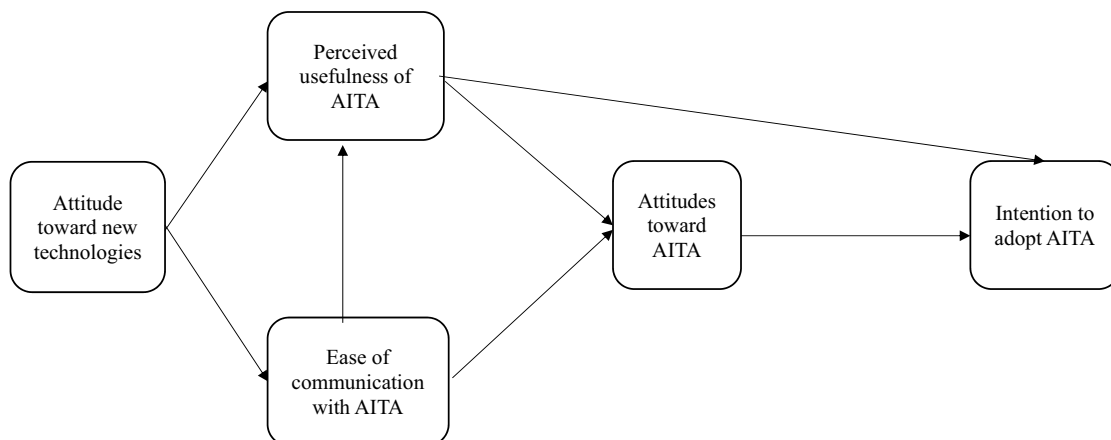 Perceived
usefulness of
AITA
Attitude
toward new
technologies
Attitudes
toward
AITA
Intention to
adopt AITA
Ease of
communication
with AITA